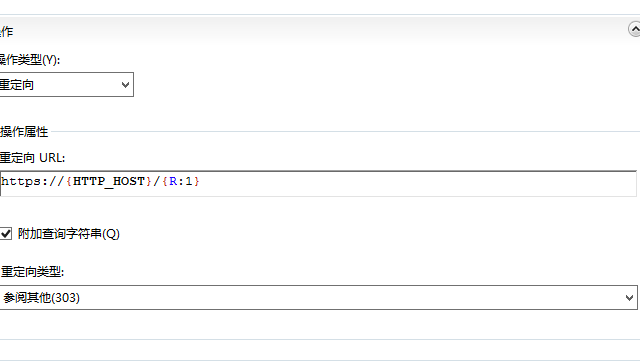 操作
操作类型(Y):
重定向
操作属性
重定向 URL:
https://{HTTP_HOST}/{R:1}
附加查询字符串(Q)
重定向类型:
参阅其他(303)